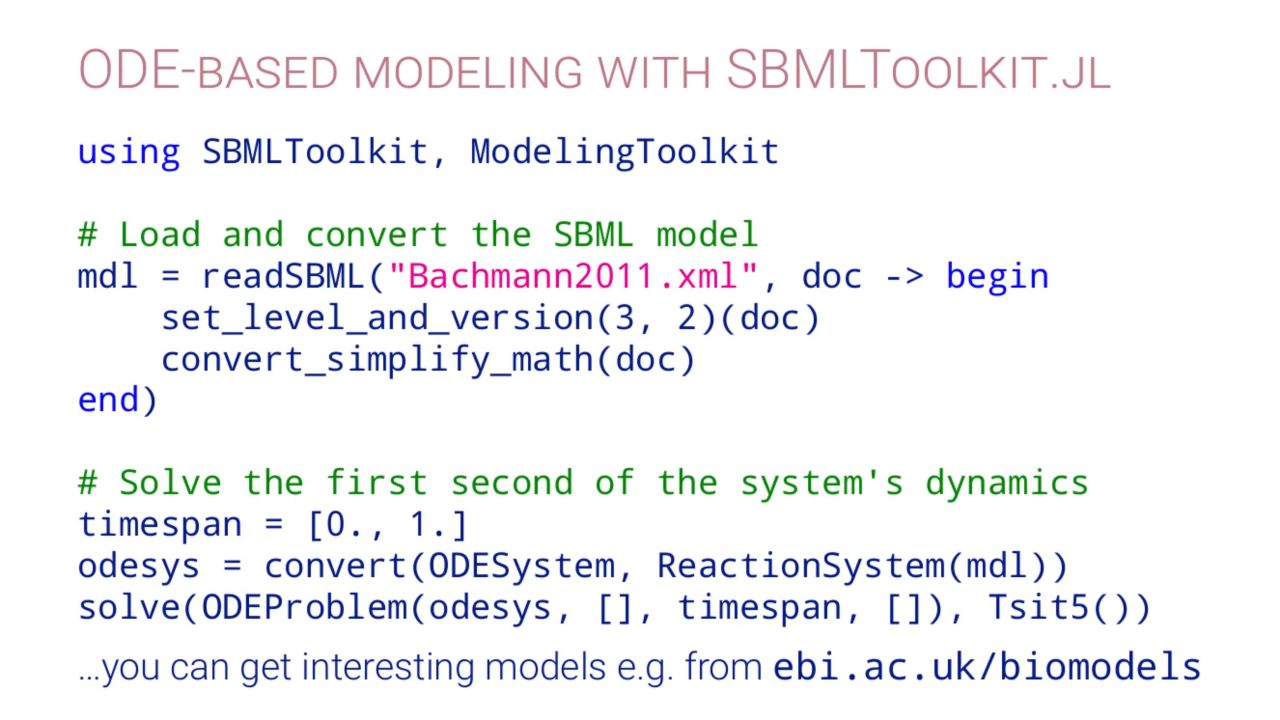 ODE-BASED MODELING WITH SBMLTOOLKIT.JL
using SBMLToolkit, ModelingToolkit
# Load and convert the SBML model
mdl = readSBML("Bachmann2011.xml", doc -> begin
    set_level_and_version(3, 2)(doc)
    convert_simplify_math(doc)
end)
# Solve the first second of the system's dynamics
timespan = [0., 1.]
odesys = convert(ODESystem, ReactionSystem(mdl))
solve(ODEProblem(odesys, [], timespan, []), Tsit5())
…you can get interesting models e.g. from ebi.ac.uk/biomodels